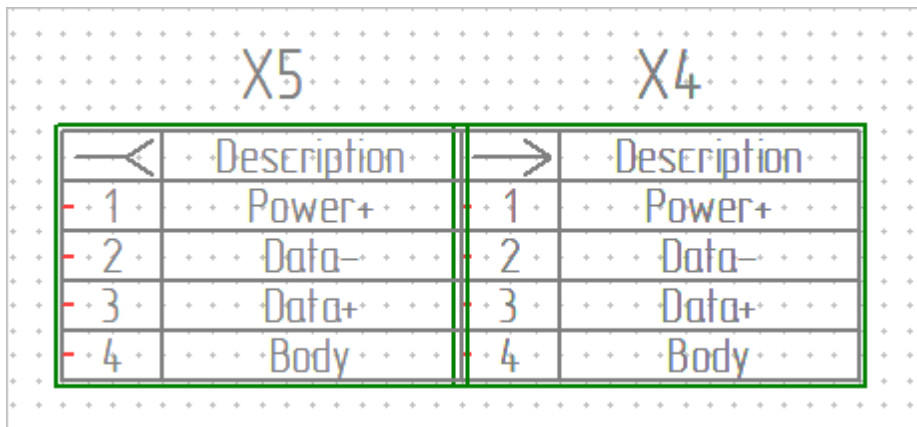 X5 X4
Description Description
1 Power+ 1 Power+
2 Data- 2 Data-
3 Data+ 3 Data+
4 Body 4 Body